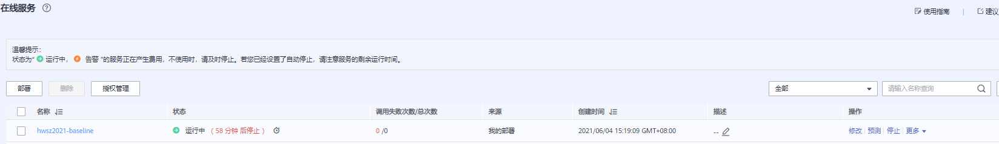 在线服务
使用指南 | 建议
温馨提示：
状态为“ 运行中， 告警 ”的服务正在产生费用，不使用时，请及时停止。若您已经设置了自动停止，请注意服务的剩余运行时间。
部署 删除 授权管理 全部 请输入名称查询
名称 状态 调用失败次数/总次数 来源 创建时间 描述 操作
hwsz2021-baseline 运行中 （ 58 分钟 后停止 ） 0 /0 我的部署 2021/06/04 15:19:09 GMT+08:00 -- 修改 | 预测 | 停止 | 更多